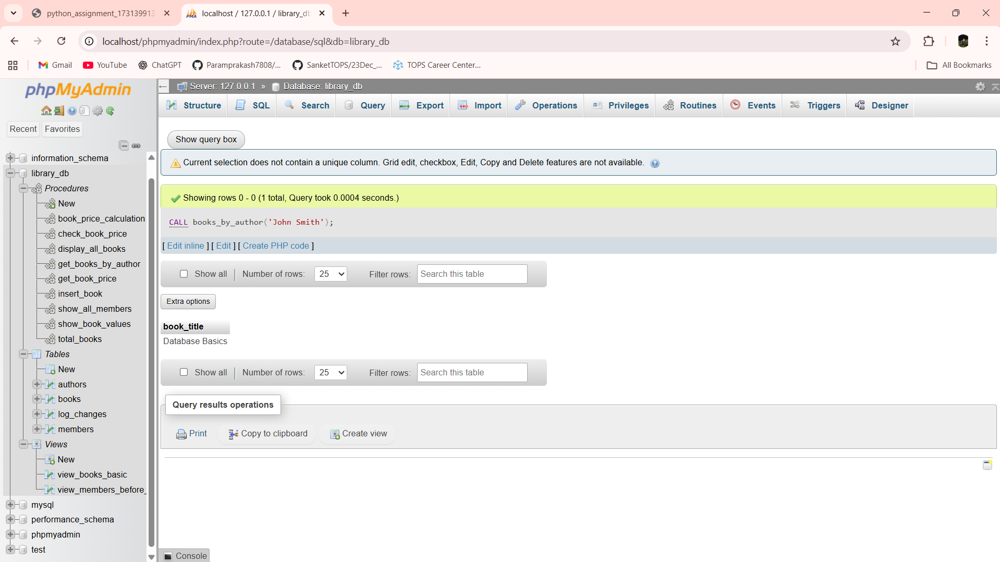 python_assignment_173139913
localhost / 127.0.0.1 / library_db
localhost/phpmyadmin/index.php?route=/database/sql&db=library_db
Gmail
YouTube
ChatGPT
Paramprakash7808/...
SanketTOPS/23Dec_...
TOPS Career Center...
All Bookmarks
phpMyAdmin
Recent
Favorites
information_schema
library_db
Procedures
New
book_price_calculation
check_book_price
display_all_books
get_books_by_author
get_book_price
insert_book
show_all_members
show_book_values
total_books
Tables
New
authors
books
log_changes
members
Views
New
view_books_basic
view_members_before_
mysql
performance_schema
phpmyadmin
test
Server: 127.0.0.1 » Database: library_db
Structure
SQL
Search
Query
Export
Import
Operations
Privileges
Routines
Events
Triggers
Designer
Show query box
Current selection does not contain a unique column. Grid edit, checkbox, Edit, Copy and Delete features are not available.
Showing rows 0 - 0 (1 total, Query took 0.0004 seconds.)
CALL books_by_author('John Smith');
[ Edit inline ] [ Edit ] [ Create PHP code ]
Show all
Number of rows:
25
Filter rows:
Search this table
Extra options
book_title
Database Basics
Show all
Number of rows:
25
Filter rows:
Search this table
Query results operations
Print
Copy to clipboard
Create view
Console